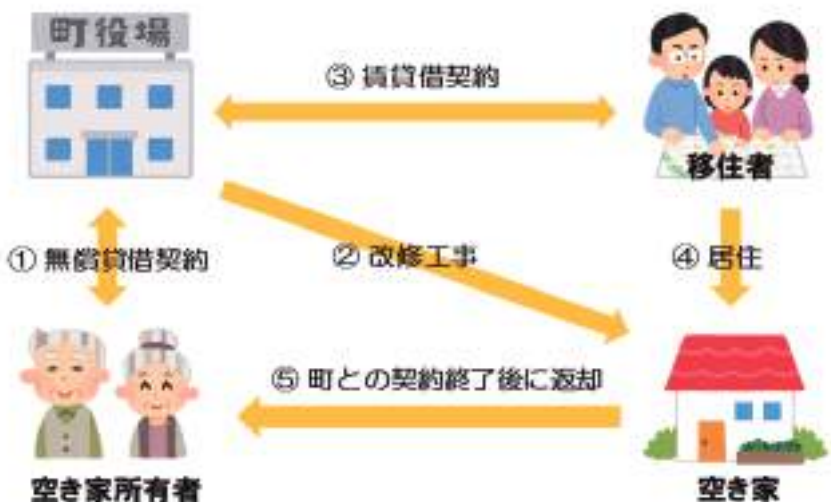 町役場
③ 賃貸借契約
移住者
① 無償貸借契約
② 改修工事
④ 居住
⑤ 町との契約終了後に返却
空き家所有者
空き家